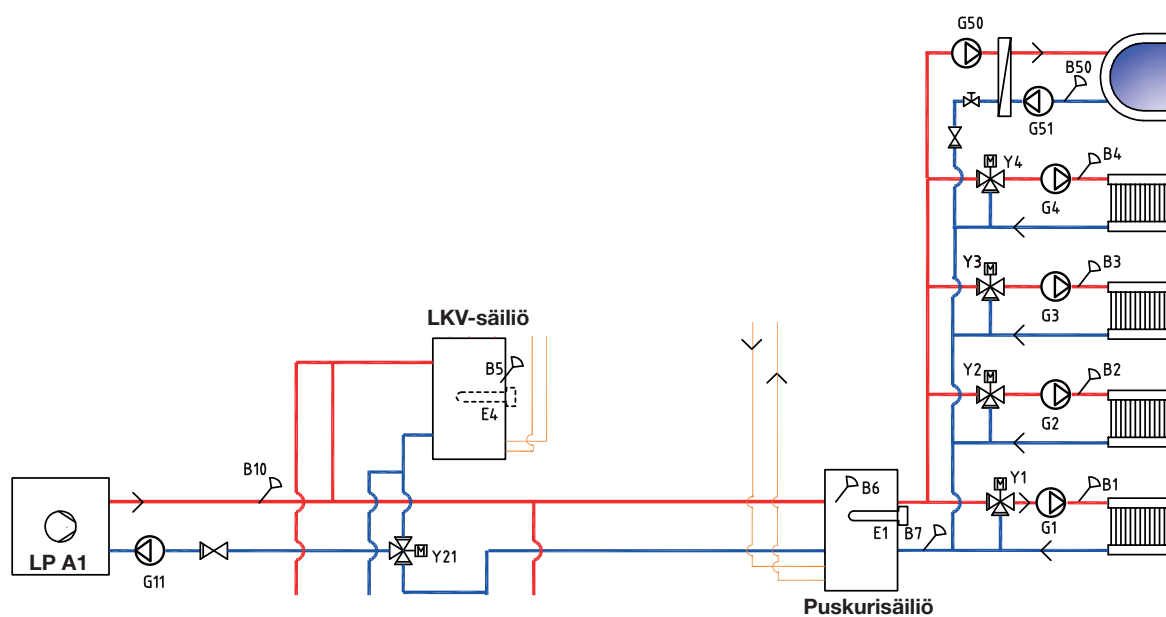 G50
B50
G51
B4
Y4
G4
Y3
B3
G3
LKV-säiliö
B5
E4
Y2
B2
G2
B10
B6
Y1
B1
G1
E1
B7
LP A1
G11
M
Y21
M
M
M
M
Puskurisäiliö